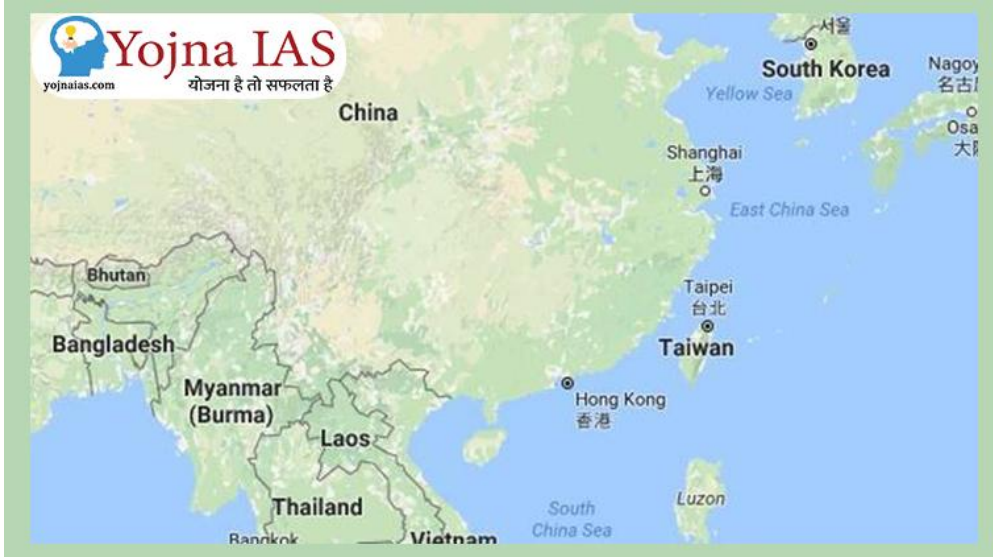 Yojna IAS
yojnaias.com
योजना है तो सफलता है
서울
South Korea
Nagoy
名古
Yellow Sea
China
Osa
大
Shanghai
上海
East China Sea
Bhutan
Taipei
台北
Bangladesh
Taiwan
Myanmar
(Burma)
Hong Kong
香港
Laos
Thailand
Luzon
South
China Sea
Bangkok
Vietnam